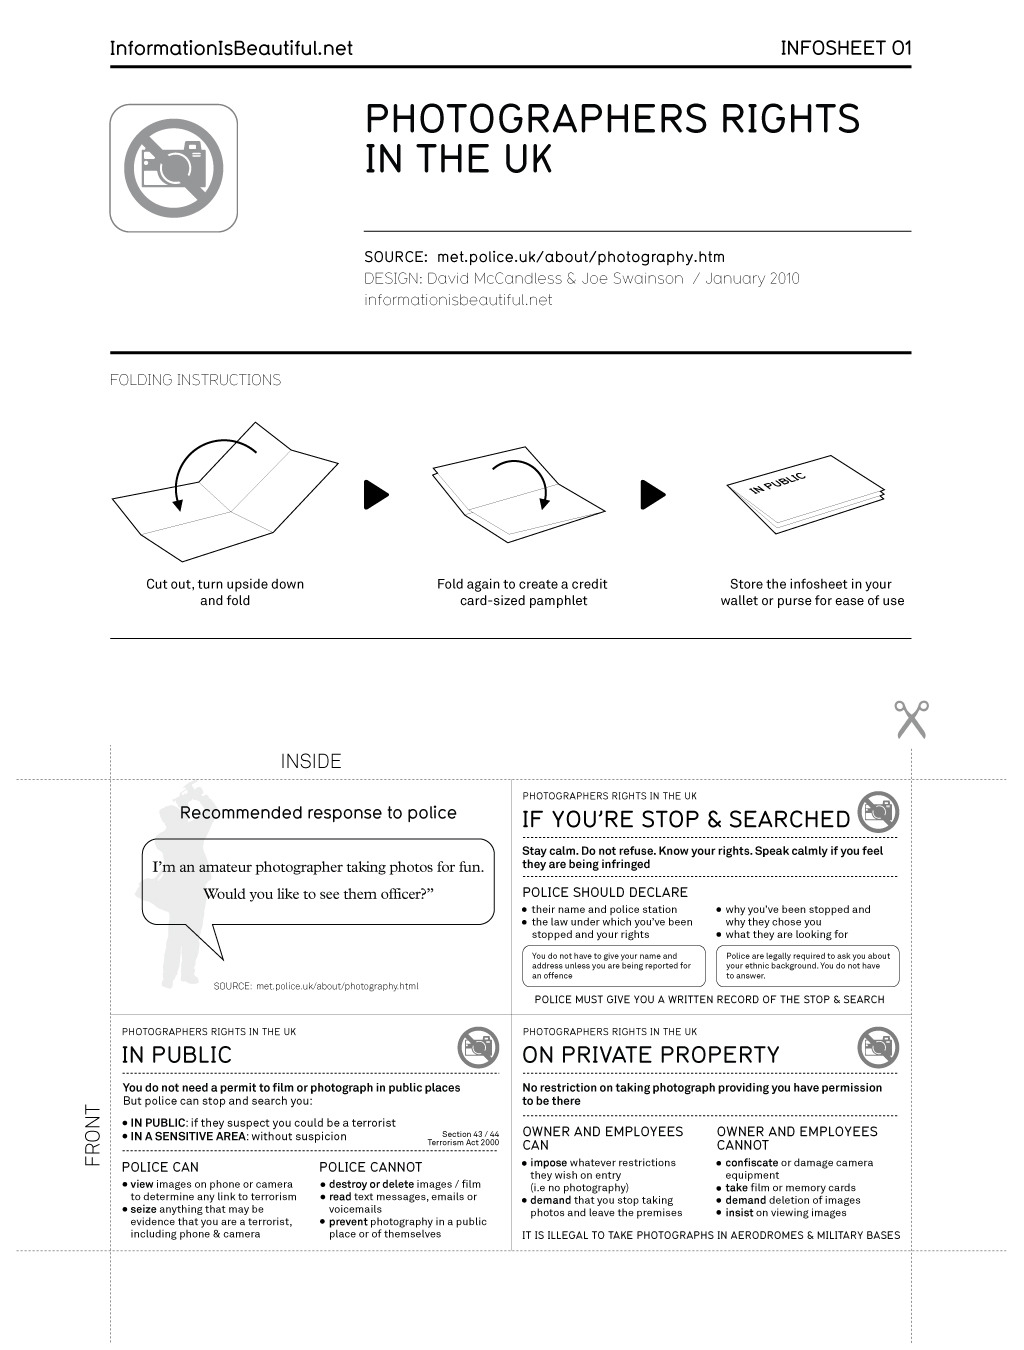 InformationIsBeautiful.net
INFOSHEET 01
PHOTOGRAPHERS RIGHTS
IN THE UK
SOURCE: met.police.uk/about/photography.htm
DESIGN: David McCandless & Joe Swainson / January 2010
informationisbeautiful.net
FOLDING INSTRUCTIONS
IN PUBLIC
Cut out, turn upside down
and fold
Fold again to create a credit
card-sized pamphlet
Store the infosheet in your
wallet or purse for ease of use
INSIDE
Recommended response to police
I'm an amateur photographer taking photos for fun.
Would you like to see them officer?”
SOURCE: met.police.uk/about/photography.html
PHOTOGRAPHERS RIGHTS IN THE UK
IF YOU'RE STOP & SEARCHED
Stay calm. Do not refuse. Know your rights. Speak calmly if you feel
they are being infringed
POLICE SHOULD DECLARE
• their name and police station
• the law under which you've been
stopped and your rights
• why you've been stopped and
why they chose you
• what they are looking for
You do not have to give your name and
address unless you are being reported for
an offence
Police are legally required to ask you about
your ethnic background. You do not have
to answer.
POLICE MUST GIVE YOU A WRITTEN RECORD OF THE STOP & SEARCH
FRONT
PHOTOGRAPHERS RIGHTS IN THE UK
IN PUBLIC
You do not need a permit to film or photograph in public places
But police can stop and search you:
• IN PUBLIC: if they suspect you could be a terrorist
• IN A SENSITIVE AREA: without suspicion
Section 43 / 44
Terrorism Act 2000
POLICE CAN
• view images on phone or camera
to determine any link to terrorism
• seize anything that may be
evidence that you are a terrorist,
including phone & camera
POLICE CANNOT
• destroy or delete images / film
• read text messages, emails or
voicemails
• prevent photography in a public
place or of themselves
PHOTOGRAPHERS RIGHTS IN THE UK
ON PRIVATE PROPERTY
No restriction on taking photograph providing you have permission
to be there
OWNER AND EMPLOYEES
CAN
• impose whatever restrictions
they wish on entry
(i.e no photography)
• demand that you stop taking
photos and leave the premises
OWNER AND EMPLOYEES
CANNOT
• confiscate or damage camera
equipment
• take film or memory cards
• demand deletion of images
• insist on viewing images
IT IS ILLEGAL TO TAKE PHOTOGRAPHS IN AERODROMES & MILITARY BASES